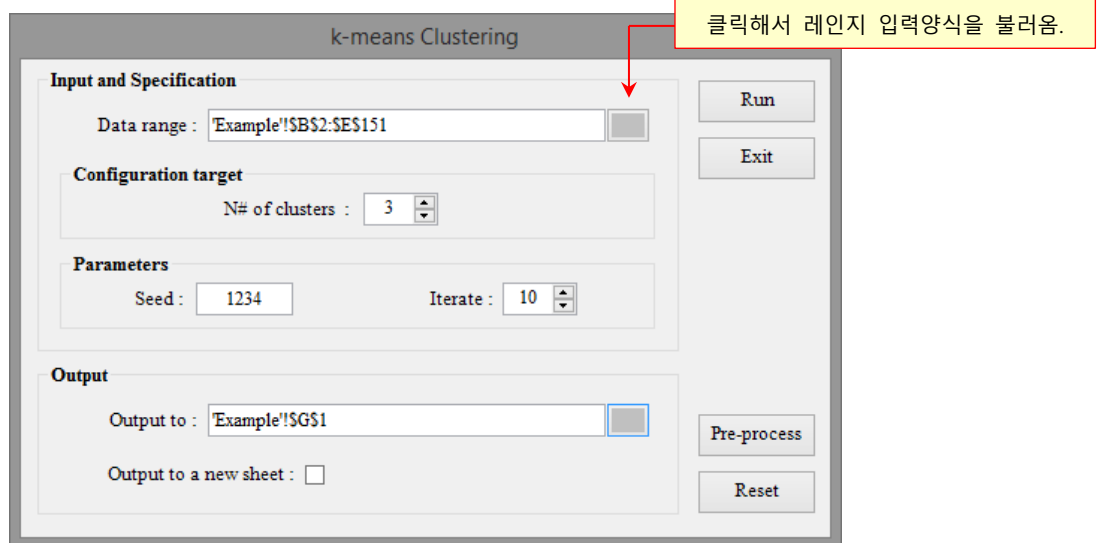 클릭해서 레인지 입력양식을 불러옴.
k-means Clustering
Input and Specification
Data range : 'Example'!$B$2:$E$151
Run
Exit
Configuration target
N# of clusters : 3
Parameters
Seed : 1234 Iterate : 10
Output
Output to : 'Example'!$G$1
Pre-process
Output to a new sheet :
Reset